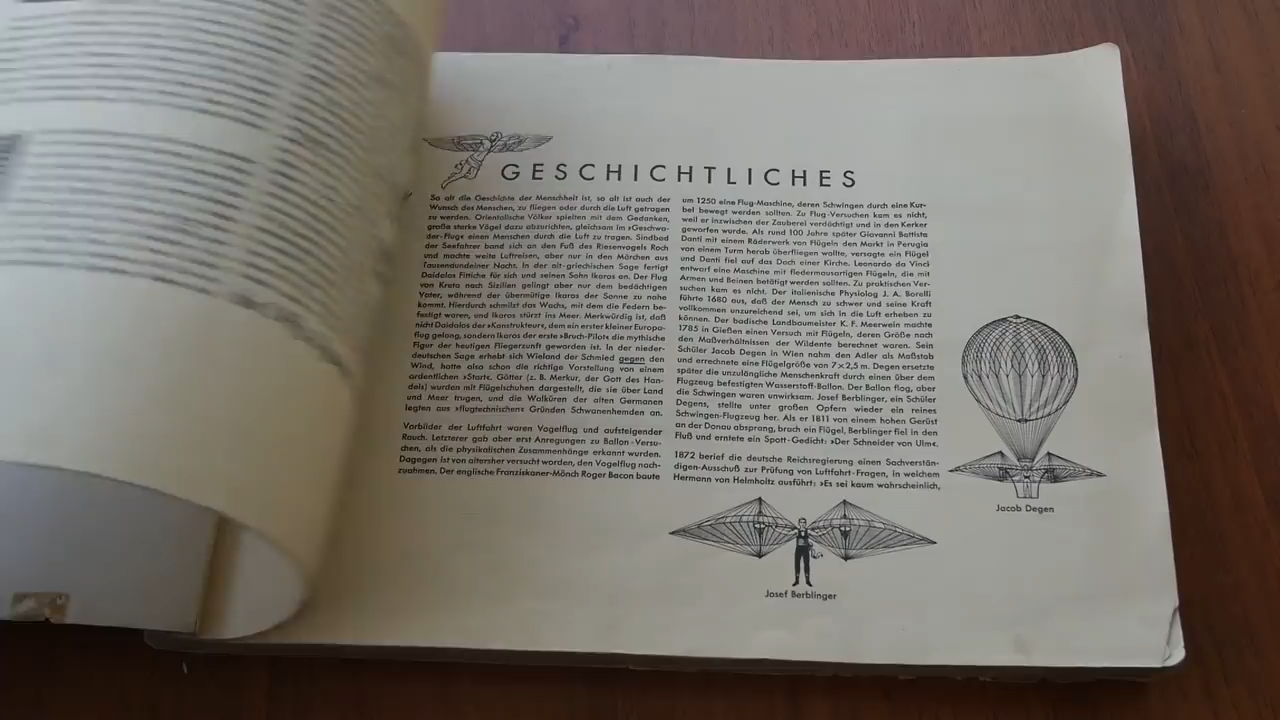 GESCHICHTLICHES
So alt die Geschichte der Menschheit ist, so alt ist auch der
Wunsch des Menschen, zu fliegen oder durch die Luft getragen
zu werden. Orientalische Völker spielten mit dem Gedanken,
große starke Vögel dazu abzurichten, gleichsam im »Geschwa-
der-Flug« einen Menschen durch die Luft zu tragen. Sindbad
der Seefahrer band sich an den Fuß des Riesenvogels Roch
und machte weite Luftreisen, aber nur in den Märchen aus
Tausendundeiner Nacht. In der alt-griechischen Sage fertigt
Daidalos Fittiche für sich und seinen Sohn Ikaros an. Der Flug
von Kreta nach Sizilien gelingt aber nur dem bedächtigen
Vater, während der übermütige Ikaros der Sonne zu nahe
kommt. Hierdurch schmilzt das Wachs, mit dem die Federn be-
festigt waren, und Ikaros stürzt ins Meer. Merkwürdig ist, daß
nicht Daidalos der »Konstrukteur«, dem ein erster kleiner Europa-
flug gelang, sondern Ikaros der erste »Bruch-Pilot« die mythische
Figur der heutigen Fliegerzunft geworden ist. In der nieder-
deutschen Sage erhebt sich Wieland der Schmied gegen den
Wind, hatte also schon die richtige Vorstellung von einem
ordentlichen »Start«. Götter (z. B. Merkur, der Gott des Han-
dels) wurden mit Flügelschuhen dargestellt, die sie über Land
und Meer trugen, und die Walküren der alten Germanen
legten aus »flugtechnischen« Gründen Schwanenhemden an.
Vorbilder der Luftfahrt waren Vogelflug und aufsteigender
Rauch. Letzterer gab aber erst Anregungen zu Ballon-Versu-
chen, als die physikalischen Zusammenhänge erkannt wurden.
Dagegen ist von altersher versucht worden, den Vogelflug nach-
zuahmen. Der englische Franziskaner-Mönch Roger Bacon baute
um 1250 eine Flug-Maschine, deren Schwingen durch eine Kur-
bel bewegt werden sollten. Zu Flug-Versuchen kam es nicht,
weil er inzwischen der Zauberei verdächtigt und in den Kerker
geworfen wurde. Als rund 100 Jahre später Giovanni Battista
Danti mit einem Räderwerk von Flügeln den Markt in Perugia
von einem Turm herab überfliegen wollte, versagte ein Flügel
und Danti fiel auf das Dach einer Kirche. Leonardo da Vinci
entwarf eine Maschine mit fledermausartigen Flügeln, die mit
Armen und Beinen betätigt werden sollten. Zu praktischen Ver-
suchen kam es nicht. Der italienische Physiolog J. A. Borelli
führte 1680 aus, daß der Mensch zu schwer und seine Kraft
vollkommen unzureichend sei, um sich in die Luft erheben zu
können. Der badische Landbaumeister K. F. Meerwein machte
1785 in Gießen einen Versuch mit Flügeln, deren Größe nach
den Maßverhältnissen der Wildente berechnet waren. Sein
Schüler Jacob Degen in Wien nahm den Adler als Maßstab
und errechnete eine Flügelgröße von 7×2,5 m. Degen ersetzte
später die unzulängliche Menschenkraft durch einen über dem
Flugzeug befestigten Wasserstoff-Ballon. Der Ballon flog, aber
die Schwingen waren unwirksam. Josef Berblinger, ein Schüler
Degens, stellte unter großen Opfern wieder ein reines
Schwingen-Flugzeug her. Als er 1811 von einem hohen Gerüst
an der Donau absprang, brach ein Flügel, Berblinger fiel in den
Fluß und erntete ein Spott-Gedicht: »Der Schneider von Ulm«.
1872 berief die deutsche Reichsregierung einen Sachverstän-
digen-Ausschuß zur Prüfung von Luftfahrt-Fragen, in welchem
Hermann von Helmholtz ausführt: »Es sei kaum wahrscheinlich,
Jacob Degen
Josef Berblinger